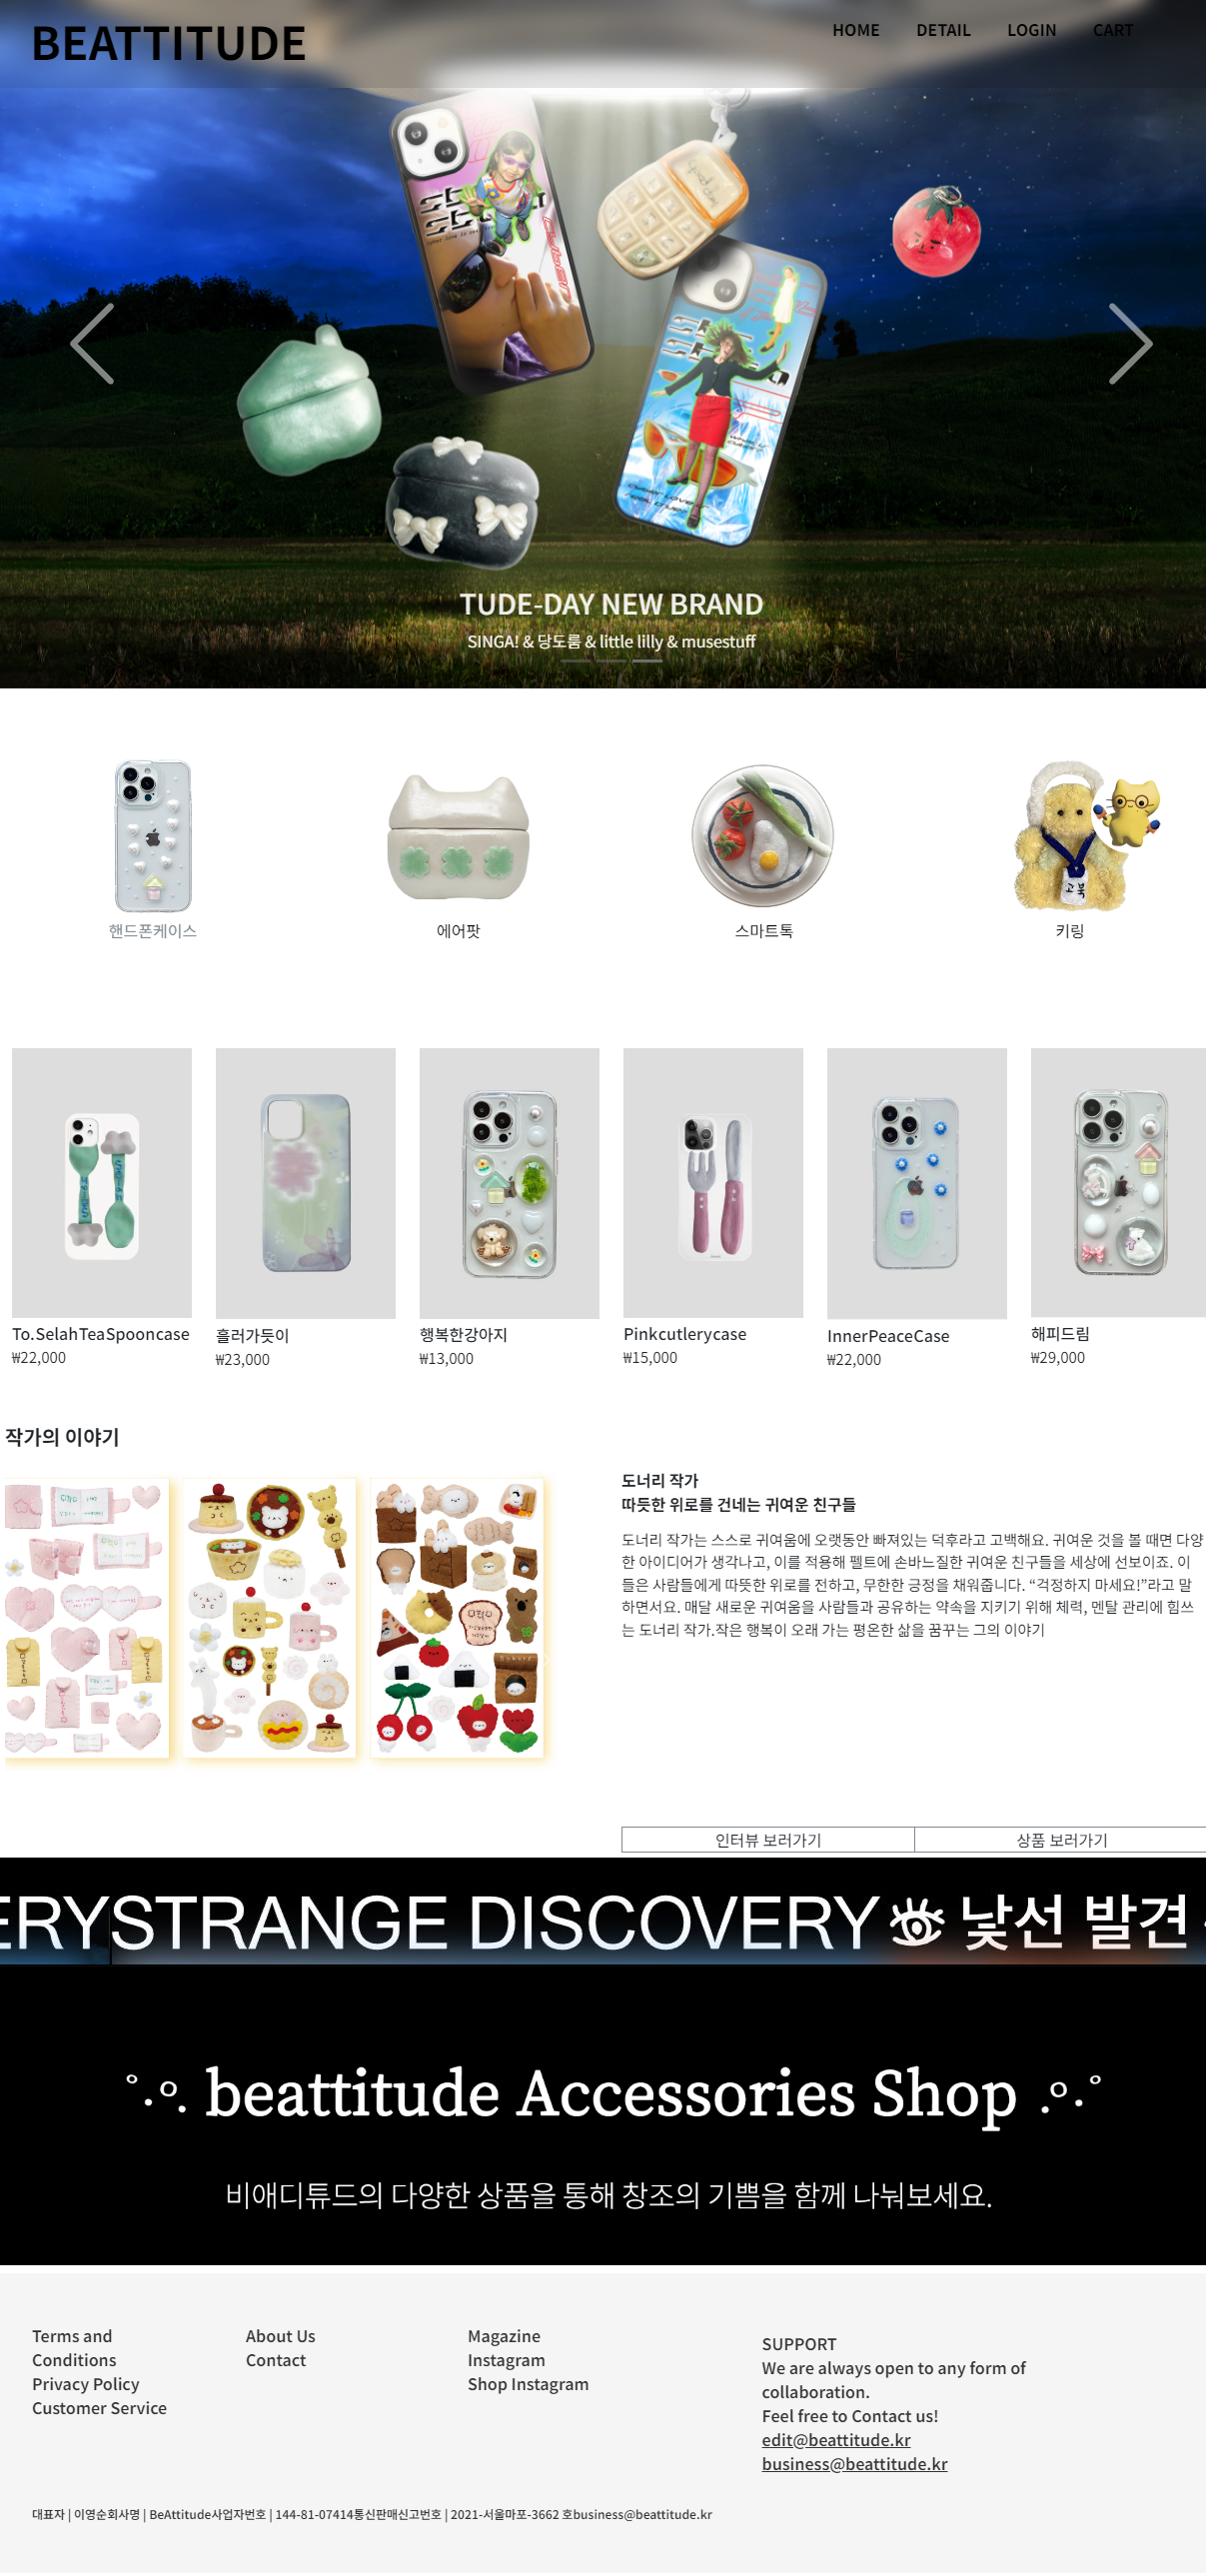 BEATTITUDE
HOME
DETAIL
LOGIN
CART
TUDE-DAY NEW BRAND
SINGA! & 당도룸 & little lilly & musestuff
핸드폰케이스
에어팟
스마트톡
키링
To.SelahTeaSpooncase
₩22,000
흘러가듯이
₩23,000
행복한강아지
₩13,000
Pinkcutlerycase
₩15,000
InnerPeaceCase
₩22,000
해피드림
₩29,000
작가의 이야기
도너리 작가
따듯한 위로를 건네는 귀여운 친구들
도너리 작가는 스스로 귀여움에 오랫동안 빠져있는 덕후라고 고백해요. 귀여운 것을 볼 때면 다양
한 아이디어가 생각나고, 이를 적용해 펠트에 손바느질한 귀여운 친구들을 세상에 선보이죠. 이
들은 사람들에게 따뜻한 위로를 전하고, 무한한 긍정을 채워줍니다. “걱정하지 마세요!”라고 말
하면서요. 매달 새로운 귀여움을 사람들과 공유하는 약속을 지키기 위해 체력, 멘탈 관리에 힘쓰
는 도너리 작가.작은 행복이 오래 가는 평온한 삶을 꿈꾸는 그의 이야기
인터뷰 보러가기
상품 보러가기
ERYSTRANGE DISCOVERY 낯선 발견
beattitude Accessories Shop
비애디튜드의 다양한 상품을 통해 창조의 기쁨을 함께 나눠보세요.
Terms and
Conditions
Privacy Policy
Customer Service
About Us
Contact
Magazine
Instagram
Shop Instagram
SUPPORT
We are always open to any form of
collaboration.
Feel free to Contact us!
edit@beattitude.kr
business@beattitude.kr
대표자 | 이영순회사명 | BeAttitude사업자번호 | 144-81-07414통신판매신고번호 | 2021-서울마포-3662 호business@beattitude.kr